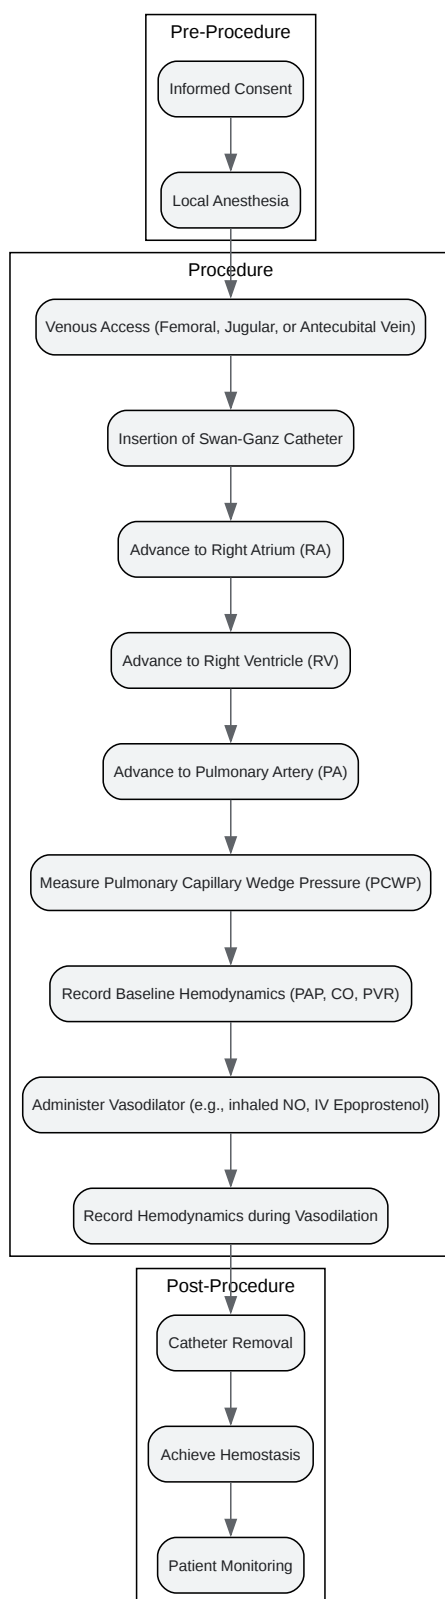 Pre-Procedure
Informed Consent
Local Anesthesia
Procedure
Venous Access (Femoral, Jugular, or Antecubital Vein)
Insertion of Swan-Ganz Catheter
Advance to Right Atrium (RA)
Advance to Right Ventricle (RV)
Advance to Pulmonary Artery (PA)
Measure Pulmonary Capillary Wedge Pressure (PCWP)
Record Baseline Hemodynamics (PAP, CO, PVR)
Administer Vasodilator (e.g., inhaled NO, IV Epoprostenol)
Record Hemodynamics during Vasodilation
Post-Procedure
Catheter Removal
Achieve Hemostasis
Patient Monitoring